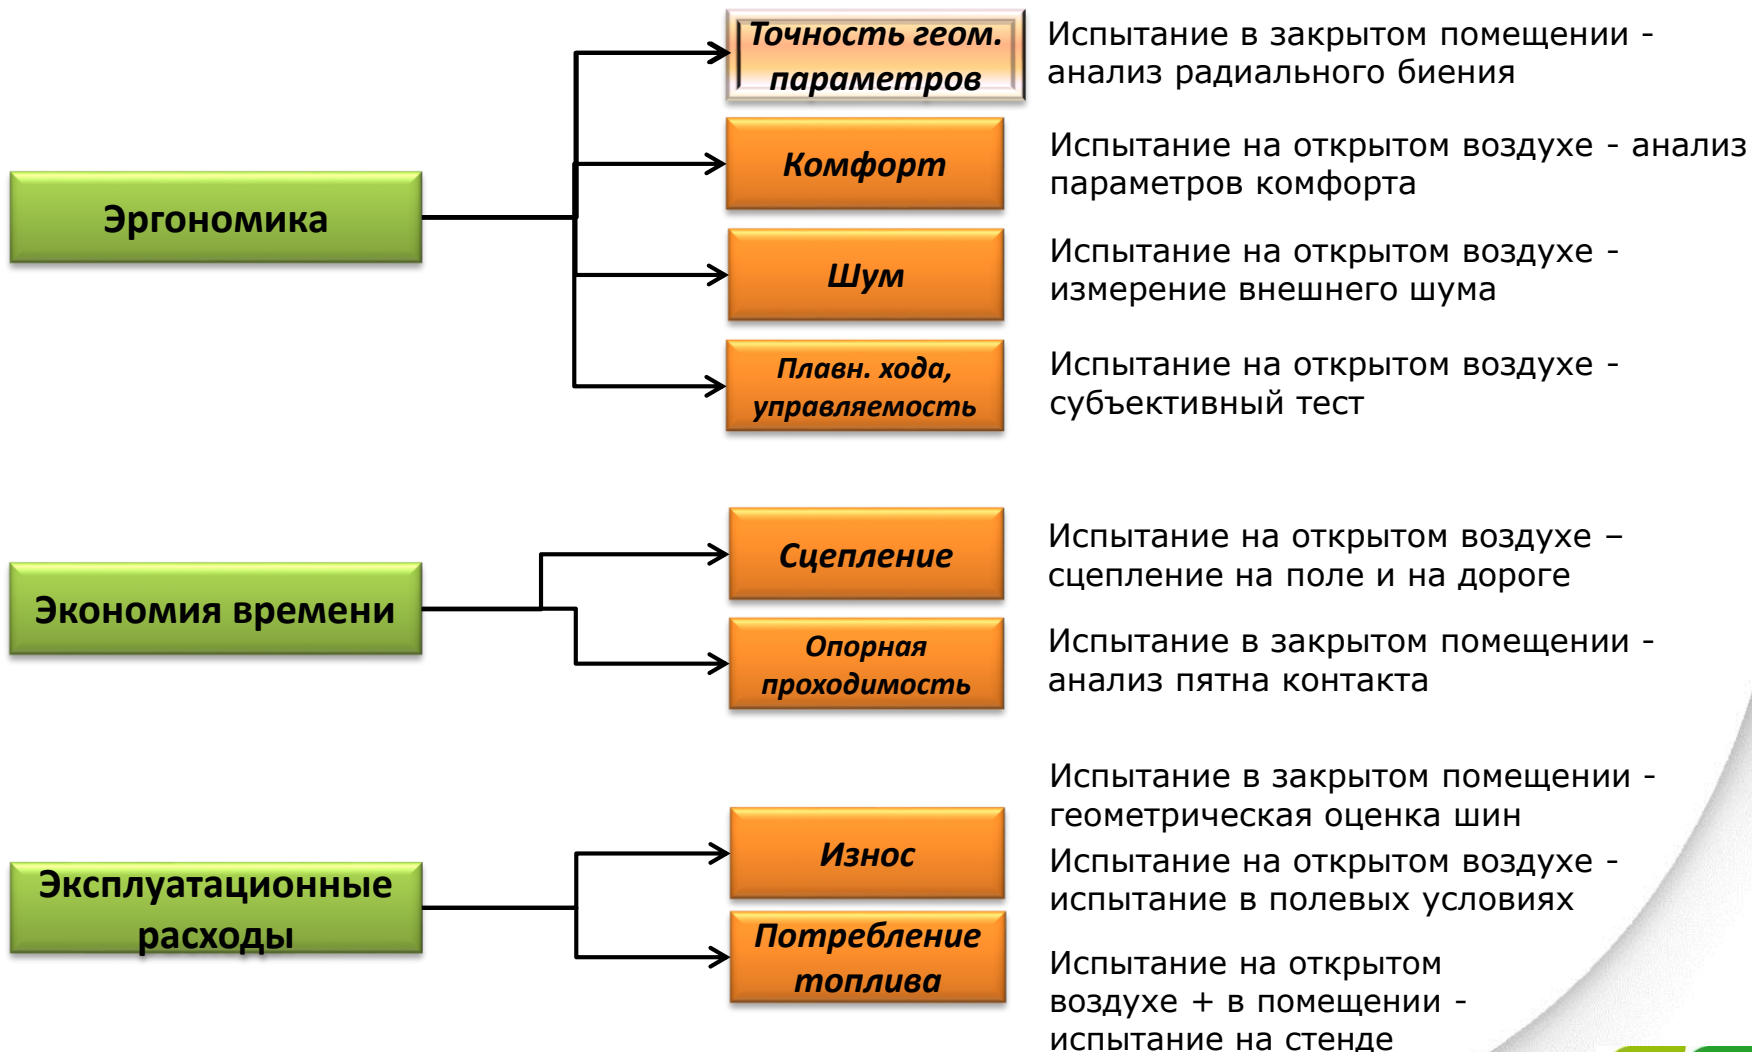 Точность геом.
параметров
Испытание в закрытом помещении -
анализ радиального биения
Эргономика
Комфорт
Испытание на открытом воздухе - анализ
параметров комфорта
Шум
Испытание на открытом воздухе -
измерение внешнего шума
Плавн. хода,
управляемость
Испытание на открытом воздухе -
субъективный тест
Экономия времени
Сцепление
Испытание на открытом воздухе –
сцепление на поле и на дороге
Опорная
проходимость
Испытание в закрытом помещении -
анализ пятна контакта
Эксплуатационные
расходы
Износ
Испытание в закрытом помещении -
геометрическая оценка шин
Испытание на открытом воздухе -
испытание в полевых условиях
Потребление
топлива
Испытание на открытом
воздухе + в помещении -
испытание на стенде